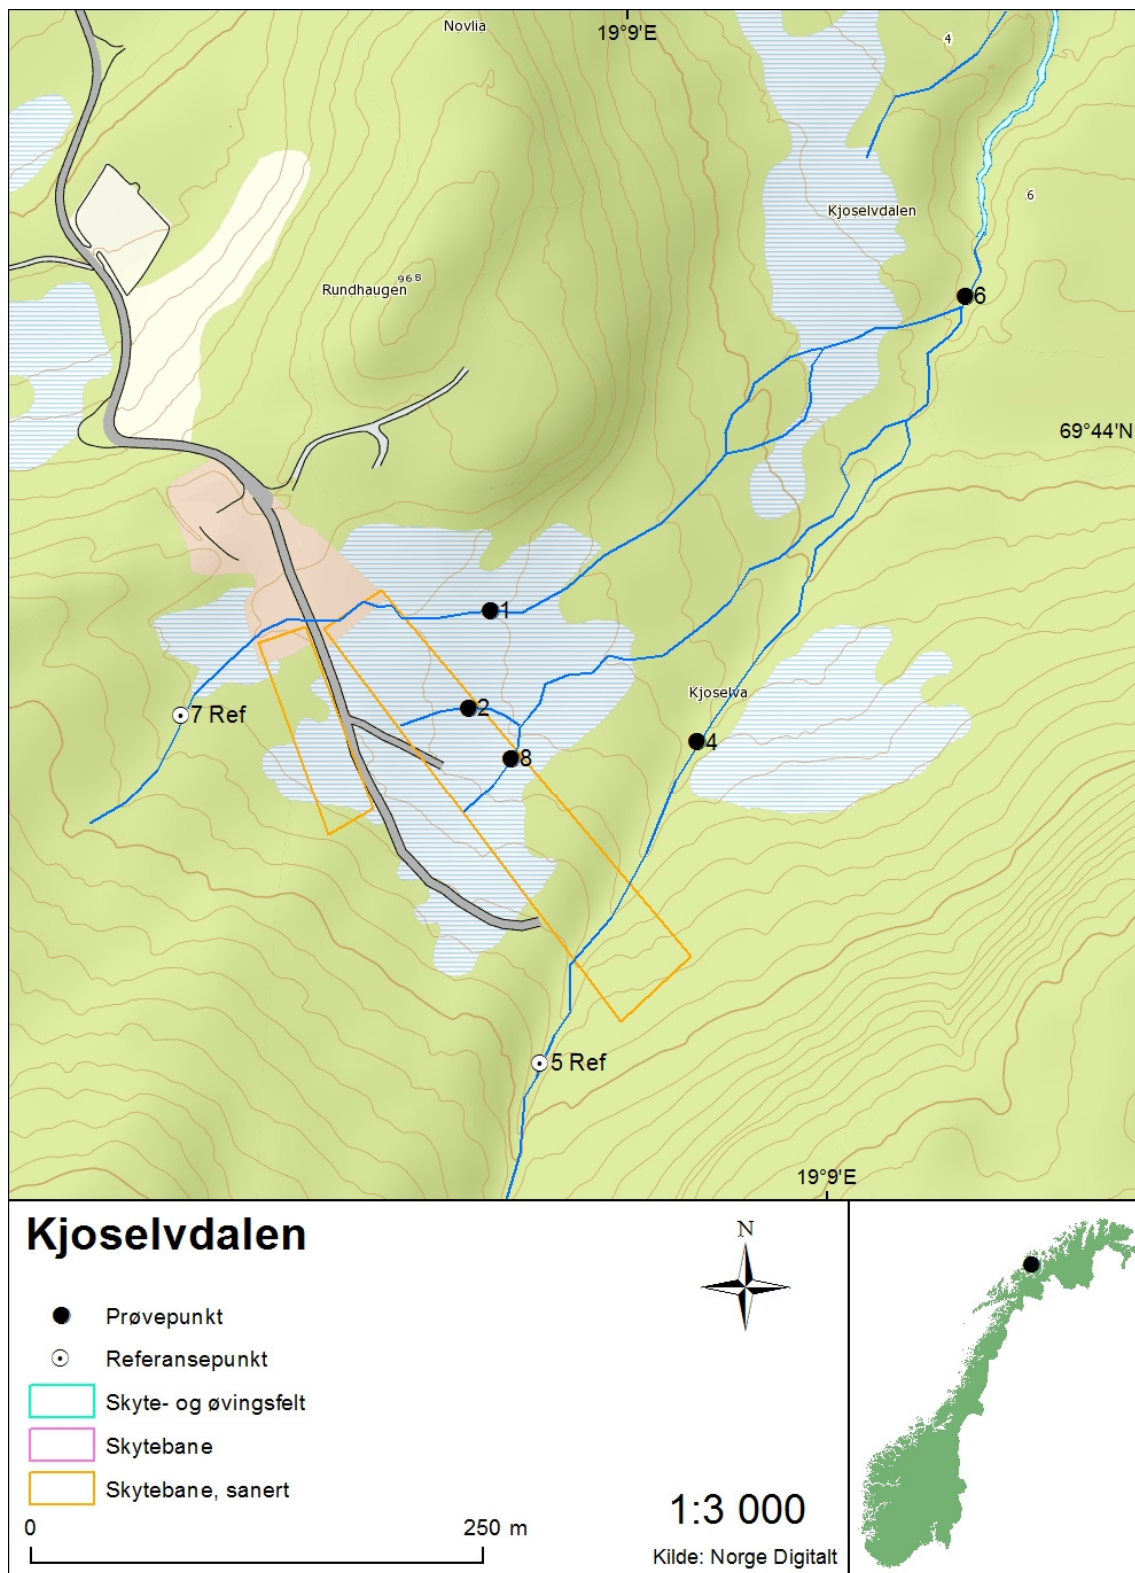 Novlia
19°9'E
4
6
Kjoselvdalen
96.8
Rundhaugen
6
69°44'N
1
Kjoselva
7 Ref
2
4
8
5 Ref
19°9'E
Kjoselvdalen
N
Prøvepunkt
Referansepunkt
Skyte- og øvingsfelt
Skytebane
Skytebane, sanert
0
250 m
1:3 000
Kilde: Norge Digitalt